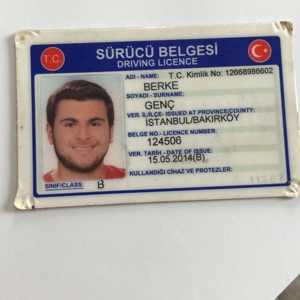 T.C.
SÜRÜCÜ BELGESİ
DRIVING LICENCE
ADI - NAME: T.C. Kimlik No: 12668986602
BERKE
SOYADI - SURNAME:
GENÇ
VER. İL/İLÇE- ISSUED AT PROVINCE/COUNTY:
İSTANBUL/BAKIRKÖY
BELGE NO.- LICENCE NUMBER:
124506
VER. TARİH - DATE OF ISSUE:
15.05.2014(B)
KULLANDIĞI CİHAZ VE PROTEZLER:
SINIF/CLASS: B